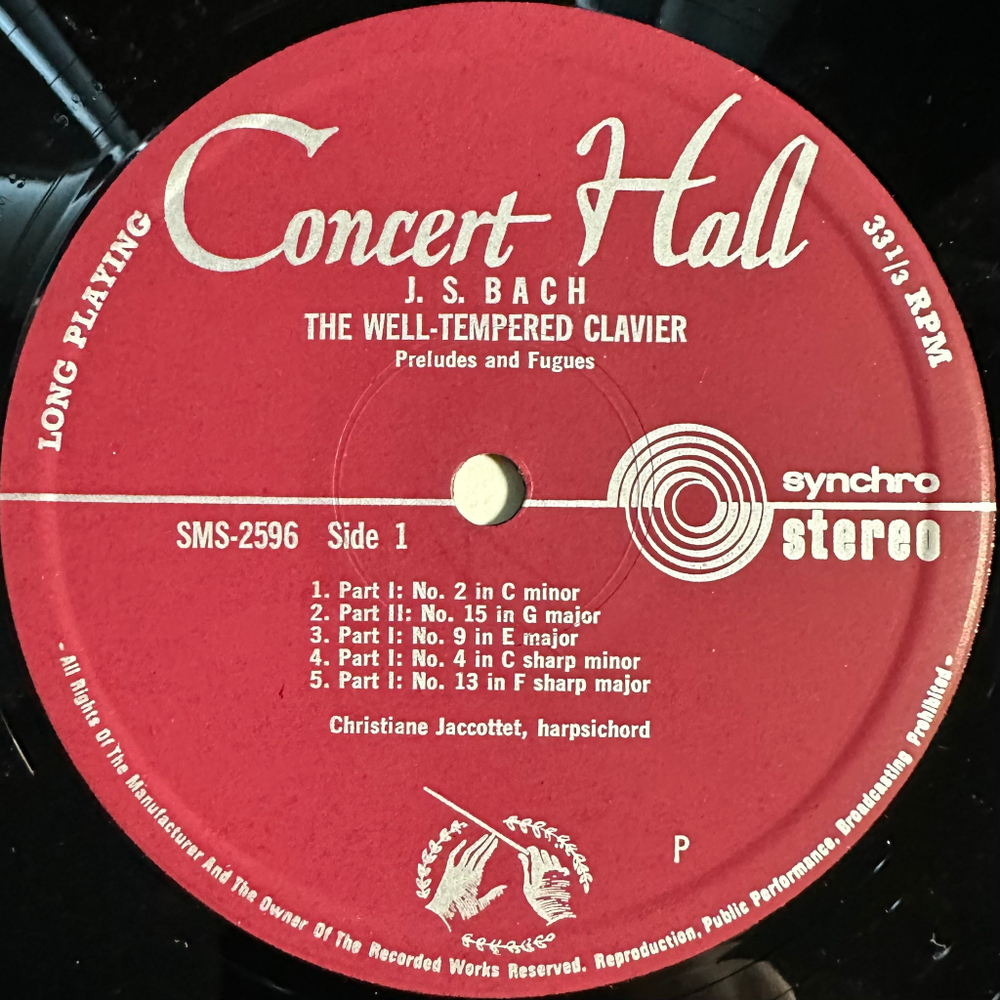 Concert Hall
LONG PLAYING
33 1/3 RPM
J. S. BACH
THE WELL-TEMPERED CLAVIER
Preludes and Fugues
synchro
stereo
SMS-2596 Side 1
1. Part I: No. 2 in C minor
2. Part II: No. 15 in G major
3. Part I: No. 9 in E major
4. Part I: No. 4 in C sharp minor
5. Part I: No. 13 in F sharp major
Christiane Jaccottet, harpsichord
P
- All Rights Of The Manufacturer And The Owner Of The Recorded Works Reserved. Reproduction, Public Performance, Broadcasting Prohibited -